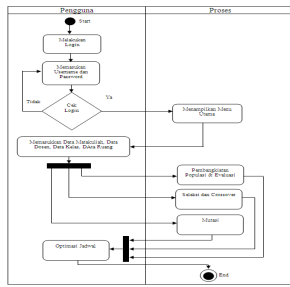 Pengguna
Proses
Start
Melakukan
Login
Memasukan
Username dan
Password
Tidak
Ya
Cek
Login
Menampilkan Menu
Utama
Memasukkan Data Matakuliah, Data
Dosen, Data Kelas, DAta Ruang
Pembangkitan
Populasi & Evaluasi
Seleksi dan Crossover
Mutasi
Optimasi Jadwal
End